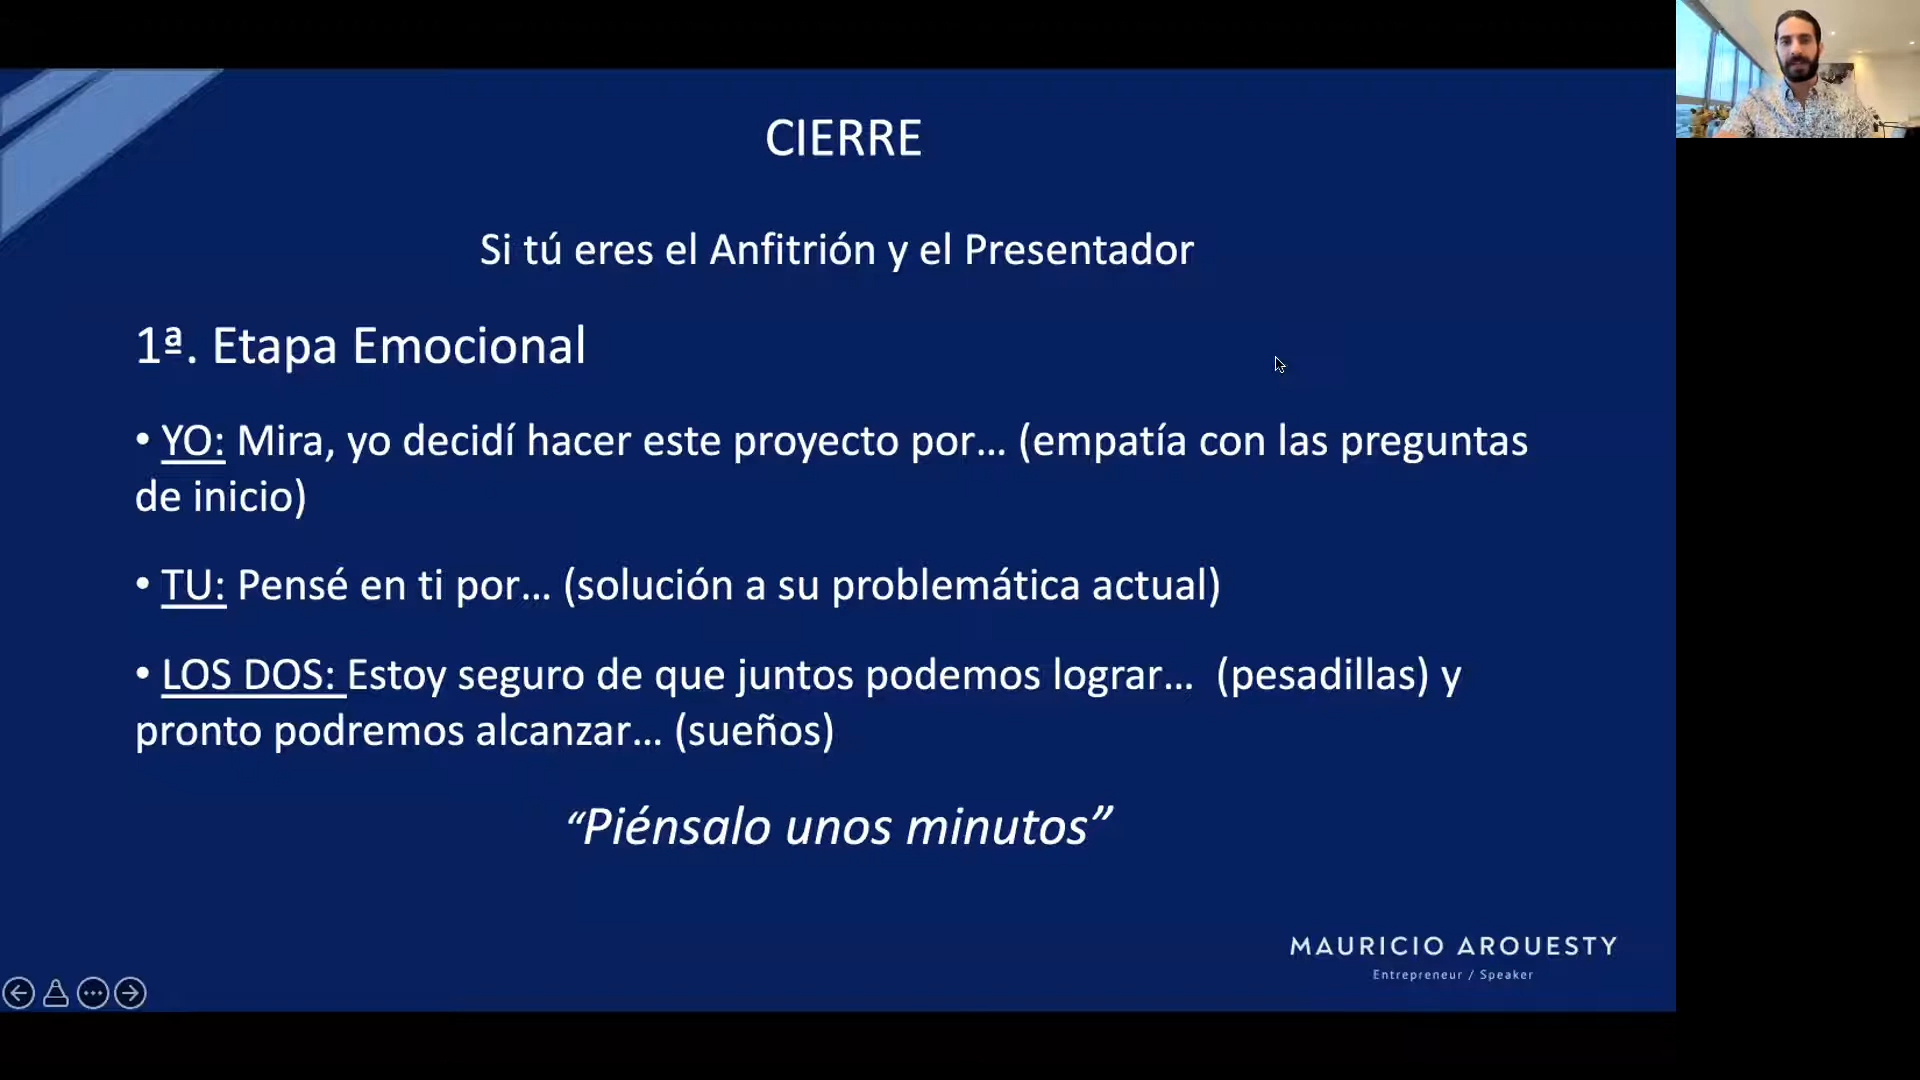 CIERRE
Si tú eres el Anfitrión y el Presentador
1ª. Etapa Emocional
• YO: Mira, yo decidí hacer este proyecto por... (empatía con las preguntas
de inicio)
• TU: Pensé en ti por... (solución a su problemática actual)
• LOS DOS: Estoy seguro de que juntos podemos lograr... (pesadillas) y
pronto podremos alcanzar... (sueños)
“Piénsalo unos minutos”
MAURICIO AROUESTY
Entrepreneur / Speaker